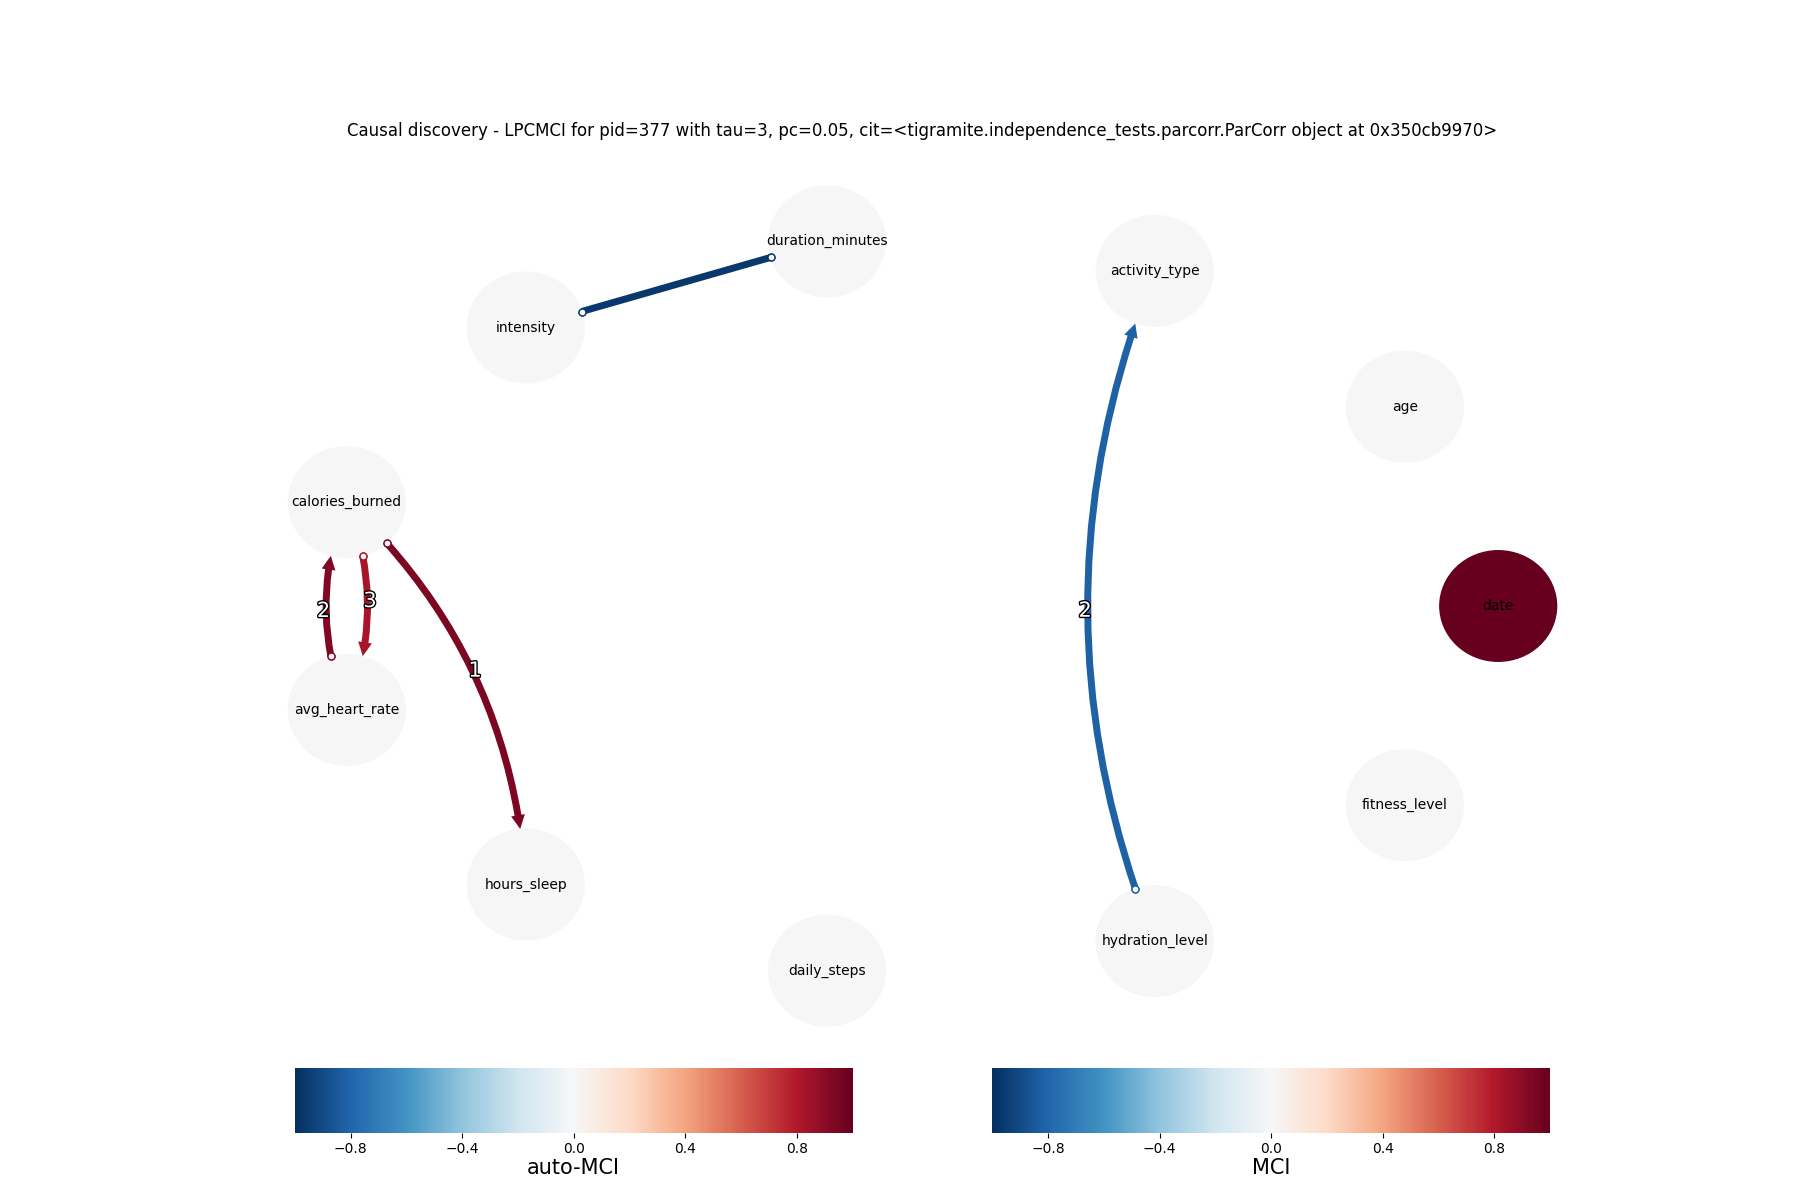 Causal discovery - LPCMCI for pid=377 with tau=3, pc=0.05, cit=<tigramite.independence_tests.parcorr.ParCorr object at 0x350cb9970>
duration_minutes
activity_type
intensity
age
calories_burned
3
2
2
date
1
avg_heart_rate
fitness_level
hours_sleep
hydration_level
daily_steps
−0.8 −0.4 0.0 0.4 0.8
auto-MCI
−0.8 −0.4 0.0 0.4 0.8
MCI